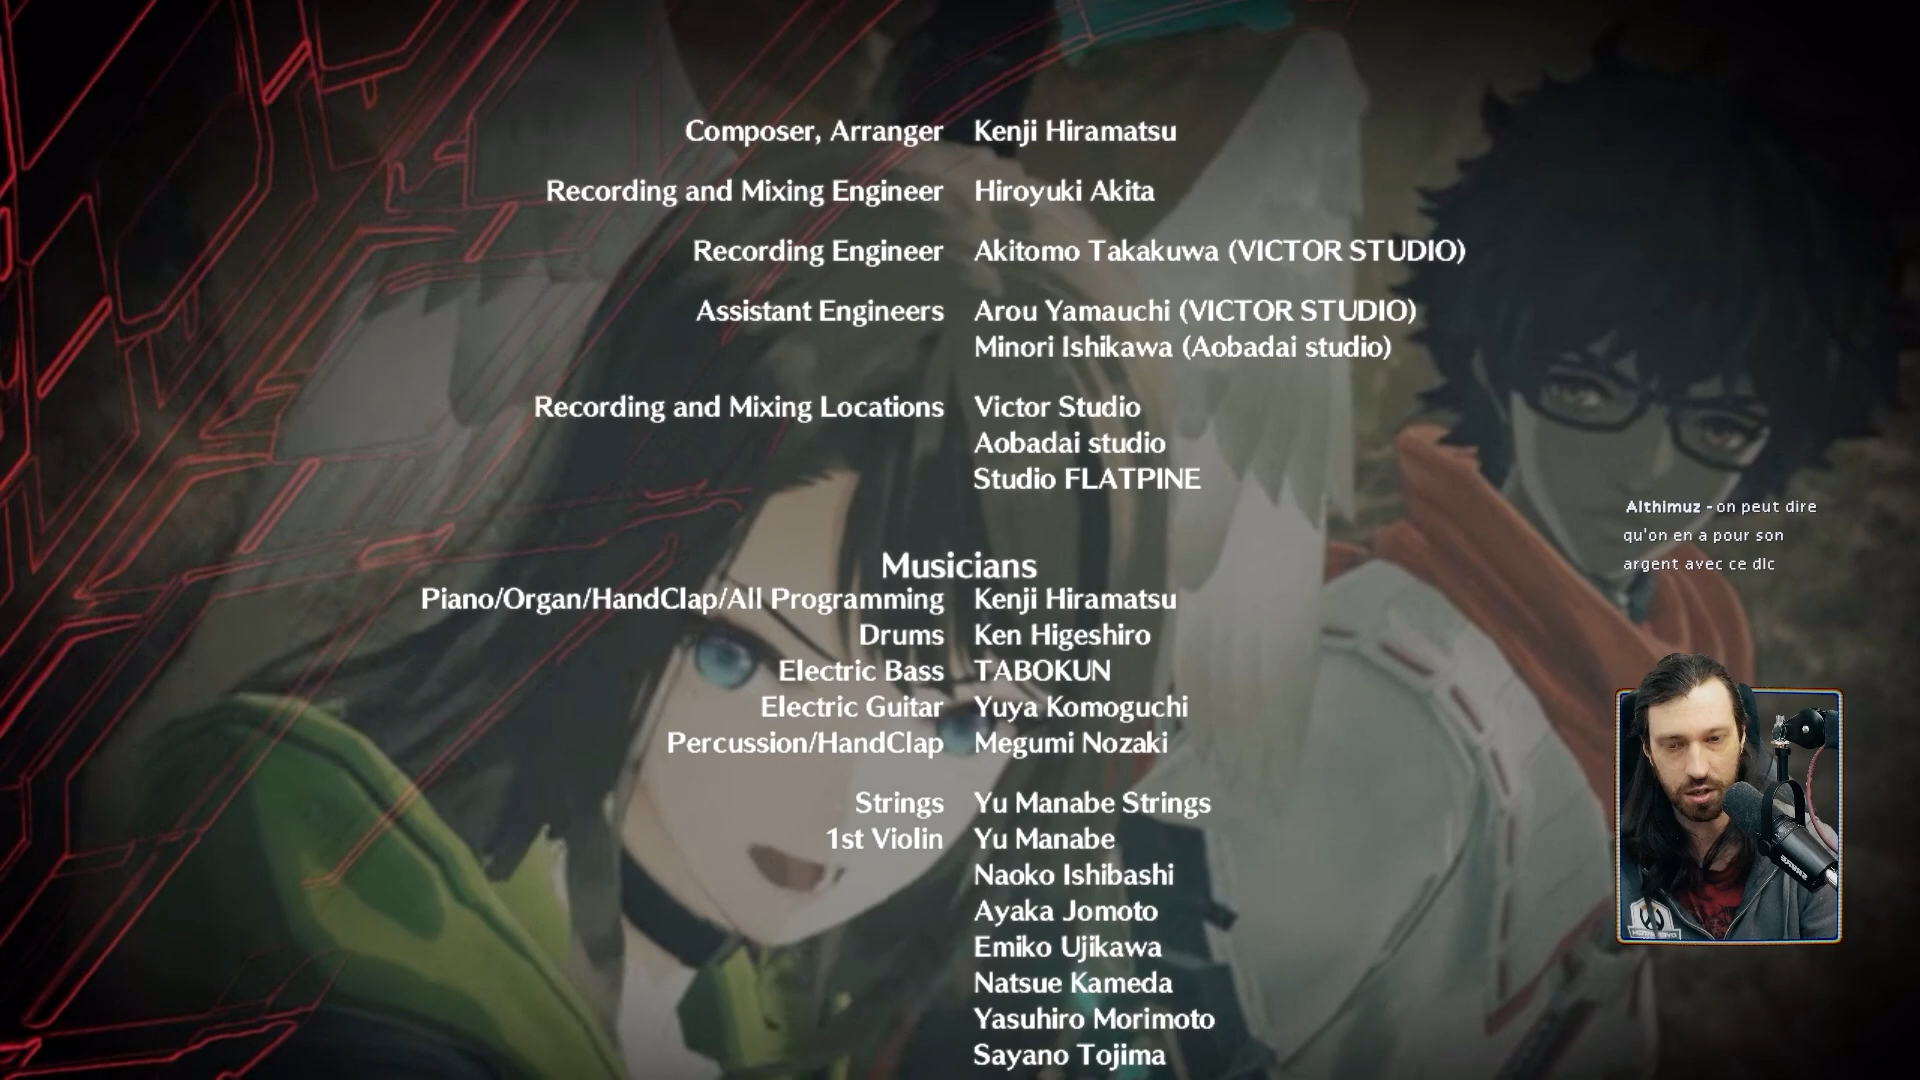 Composer, Arranger Kenji Hiramatsu
Recording and Mixing Engineer Hiroyuki Akita
Recording Engineer Akitomo Takakuwa (VICTOR STUDIO)
Assistant Engineers Arou Yamauchi (VICTOR STUDIO)
Minori Ishikawa (Aobadai studio)
Recording and Mixing Locations Victor Studio
Aobadai studio
Studio FLATPINE
Musicians
Piano/Organ/HandClap/All Programming Kenji Hiramatsu
Drums Ken Higeshiro
Electric Bass TABOKUN
Electric Guitar Yuya Komoguchi
Percussion/HandClap Megumi Nozaki
Strings Yu Manabe Strings
1st Violin Yu Manabe
Naoko Ishibashi
Ayaka Jomoto
Emiko Ujikawa
Natsue Kameda
Yasuhiro Morimoto
Sayano Tojima
Althimuz - on peut dire
qu'on en a pour son
argent avec ce dlc